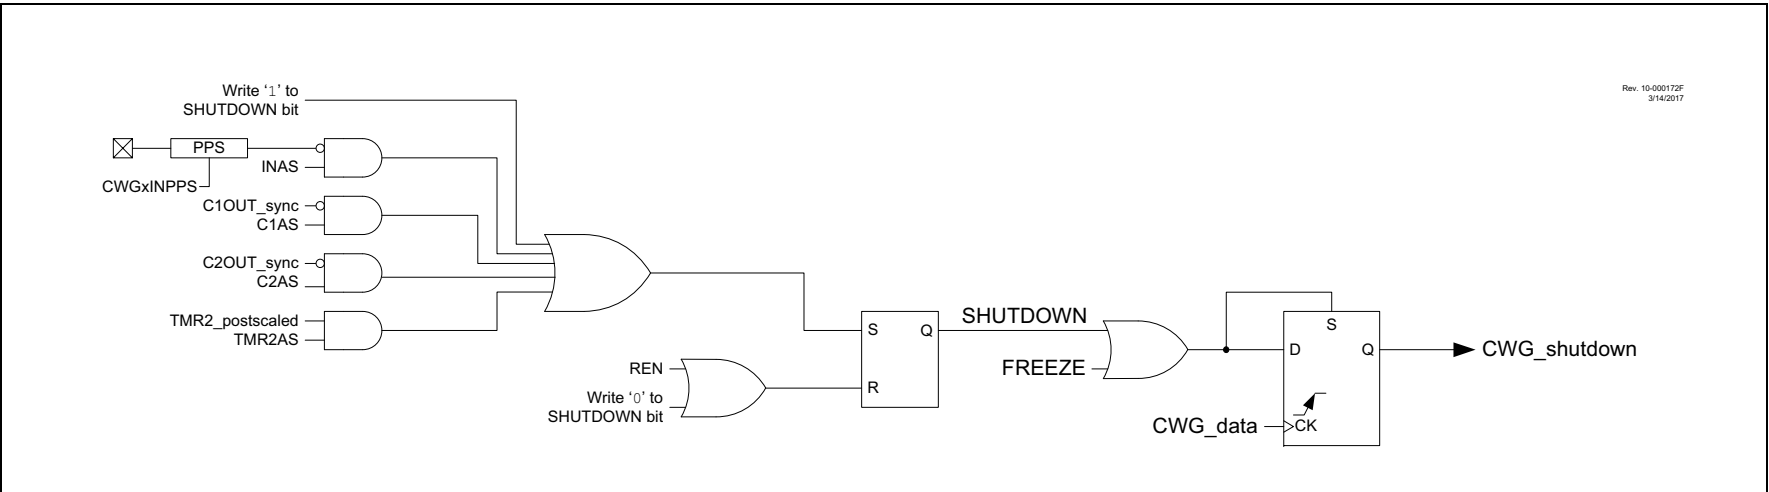 Write ‘1’ to
SHUTDOWN bit
Rev. 10-000172F
3/14/2017
PPS
INAS
CWGxINPPS
C1OUT_sync
C1AS
C2OUT_sync
C2AS
TMR2_postscaled
TMR2AS
REN
Write ‘0’ to
SHUTDOWN bit
S
Q
R
SHUTDOWN
FREEZE
S
D
Q
CK
CWG_data
CWG_shutdown